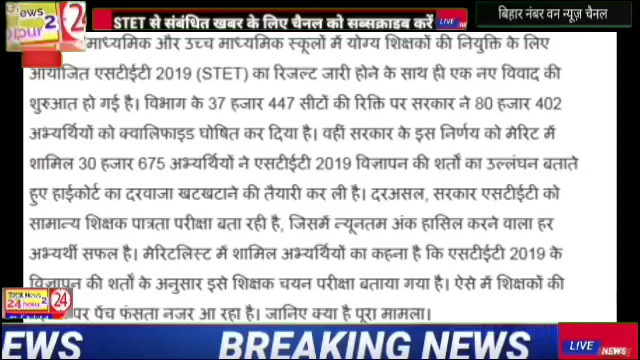 STET से संबंधित खबर के लिए चैनल को सब्सक्राइब करें
LIVE NEWS
बिहार नंबर वन न्यूज़ चैनल
माध्यमिक और उच्च माध्यमिक स्कूलों में योग्य शिक्षकों की नियुक्ति के लिए
आयोजित एसटीईटी 2019 (STET) का रिजल्ट जारी होने के साथ ही एक नए विवाद की
शुरुआत हो गई है। विभाग के 37 हजार 447 सीटों की रिक्ति पर सरकार ने 80 हजार 402
अभ्यर्थियों को क्वालिफाइड घोषित कर दिया है। वहीं सरकार के इस निर्णय को मेरिट में
शामिल 30 हजार 675 अभ्यर्थियों ने एसटीईटी 2019 विज्ञापन की शर्तों का उल्लंघन बताते
हुए हाईकोर्ट का दरवाजा खटखटाने की तैयारी कर ली है। दरअसल, सरकार एसटीईटी को
सामान्य शिक्षक पात्रता परीक्षा बता रही है, जिसमें न्यूनतम अंक हासिल करने वाला हर
अभ्यर्थी सफल है। मेरिटलिस्ट में शामिल अभ्यर्थियों का कहना है कि एसटीईटी 2019 के
विज्ञापन की शर्तों के अनुसार इसे शिक्षक चयन परीक्षा बताया गया है। ऐसे में शिक्षकों की
पर पैंच फंसता नजर आ रहा है। जानिए क्या है पूरा मामला।
24
EWS BREAKING NEWS
LIVE NEWS